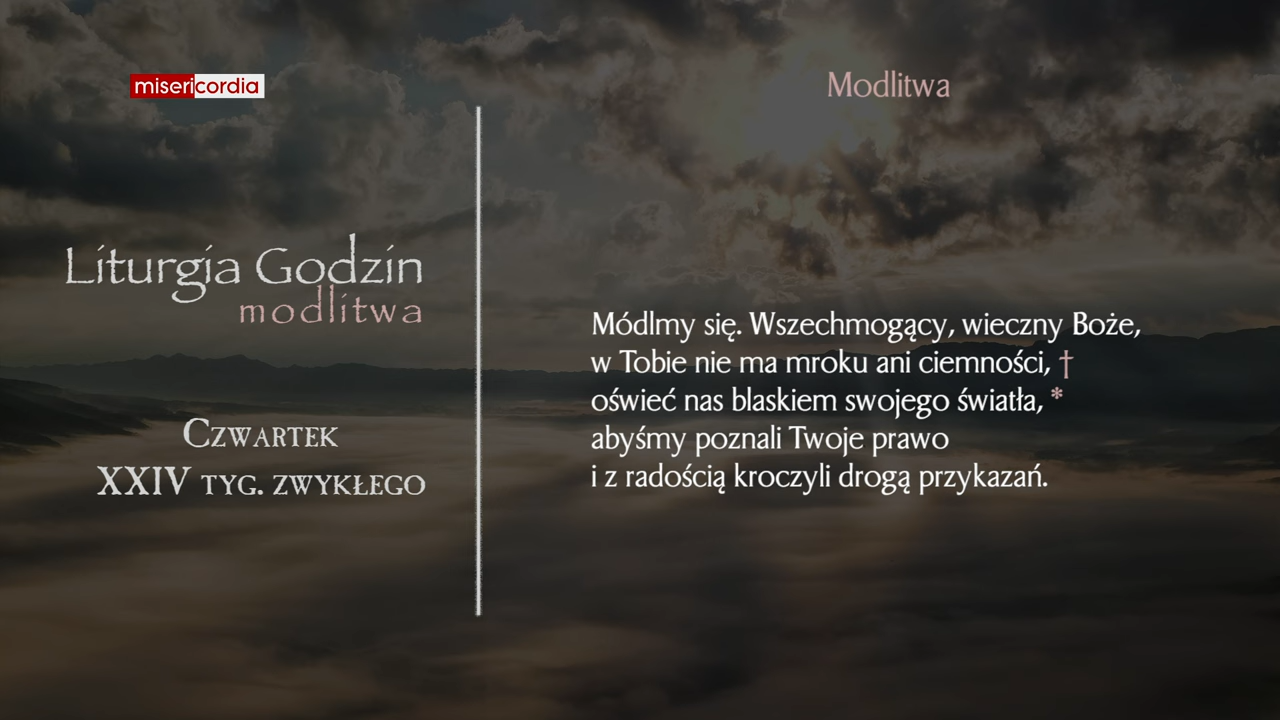 misericordia
Liturgia Godzin
modlitwa
Czwartek
XXIV tyg. zwykłego
Modlitwa
Módlmy się. Wszechmogący, wieczny Boże,
w Tobie nie ma mroku ani ciemności, †
oświeć nas blaskiem swojego światła, *
abyśmy poznali Twoje prawo
i z radością kroczyli drogą przykazań.